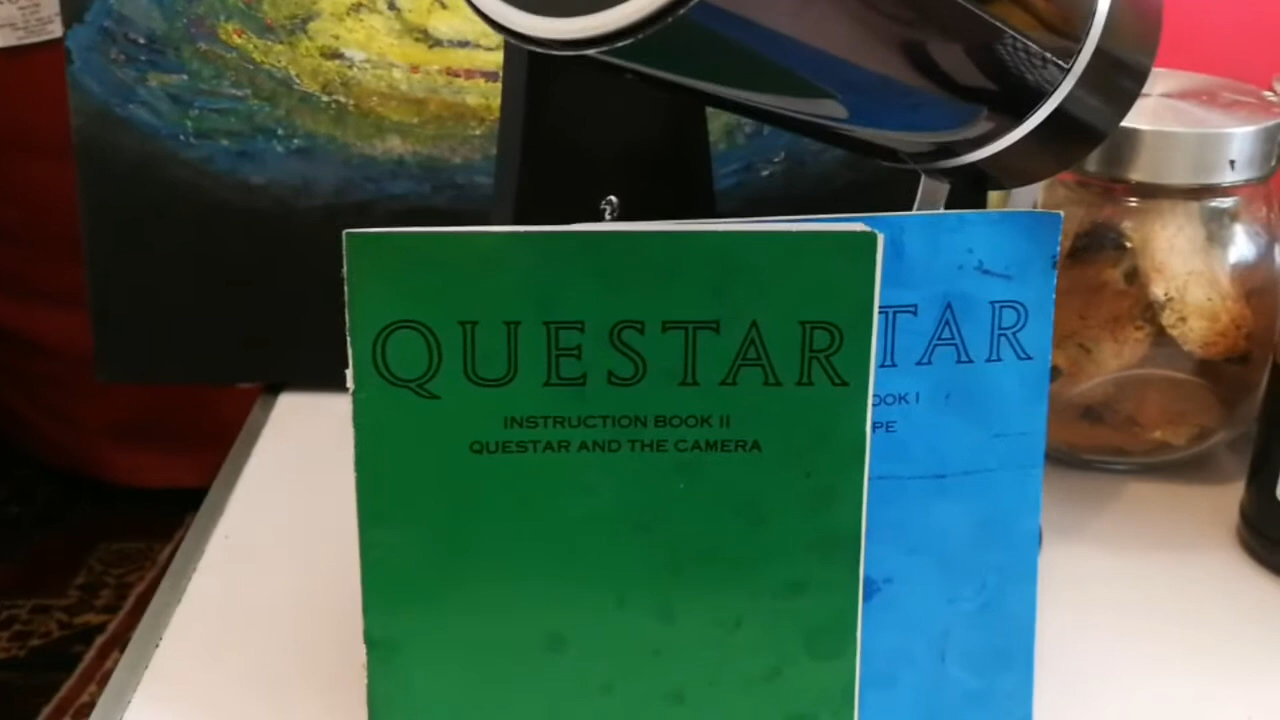 QUESTAR
INSTRUCTION BOOK II
QUESTAR AND THE CAMERA
TAR
OOK I
PE